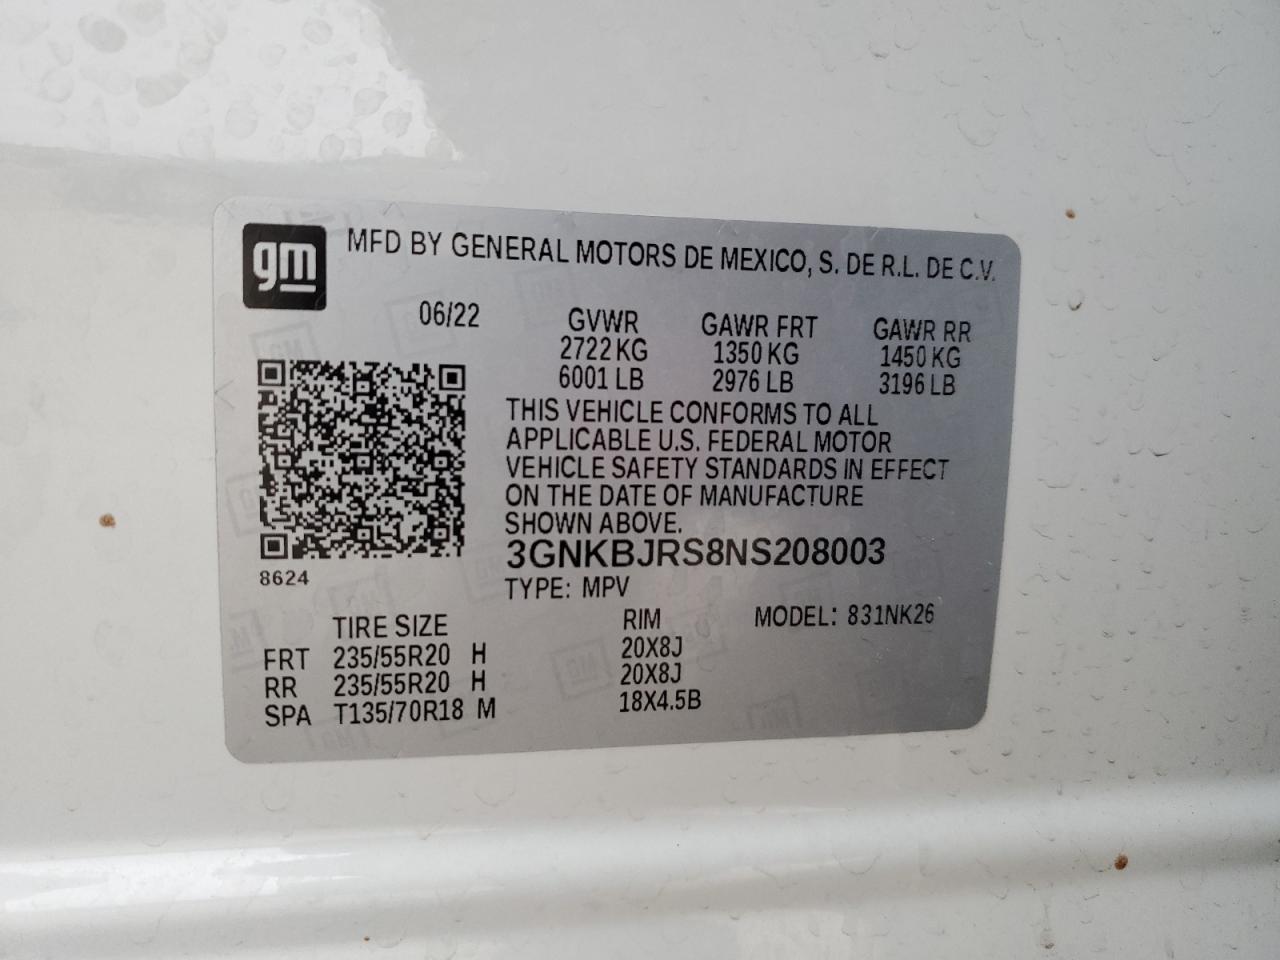 gm
MFD BY GENERAL MOTORS DE MEXICO, S. DE R.L. DE C.V.
06/22
GVWR GAWR FRT GAWR RR
2722 KG 1350 KG 1450 KG
6001 LB 2976 LB 3196 LB
THIS VEHICLE CONFORMS TO ALL
APPLICABLE U.S. FEDERAL MOTOR
VEHICLE SAFETY STANDARDS IN EFFECT
ON THE DATE OF MANUFACTURE
SHOWN ABOVE.
3GNKBJRS8NS208003
8624
TYPE: MPV
TIRE SIZE RIM MODEL: 831NK26
FRT 235/55R20 H 20X8J
RR 235/55R20 H 20X8J
SPA T135/70R18 M 18X4.5B